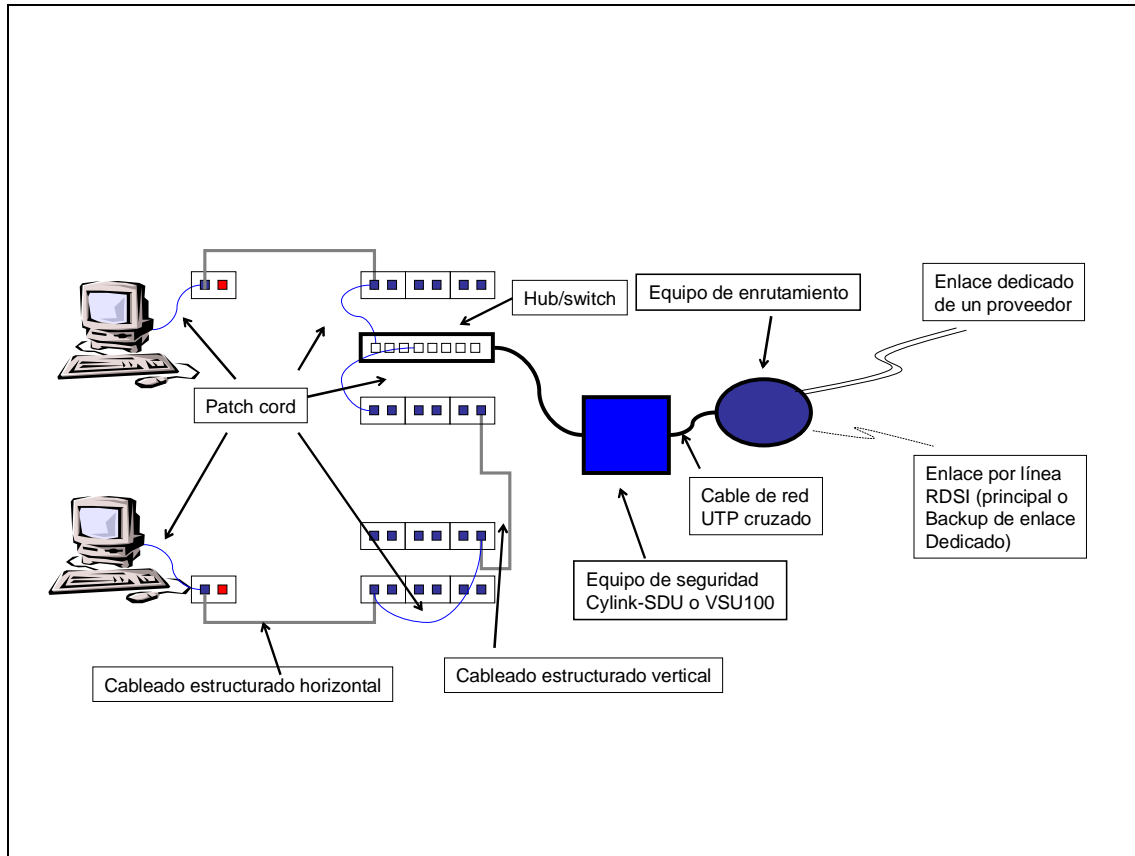 Enlace dedicado
de un proveedor
Equipo de enrutamiento
Hub/switch
Patch cord
Enlace por línea
RDSI (principal o
Backup de enlace
Dedicado)
Cable de red
UTP cruzado
Equipo de seguridad
Cylink-SDU o VSU100
Cableado estructurado vertical
Cableado estructurado horizontal